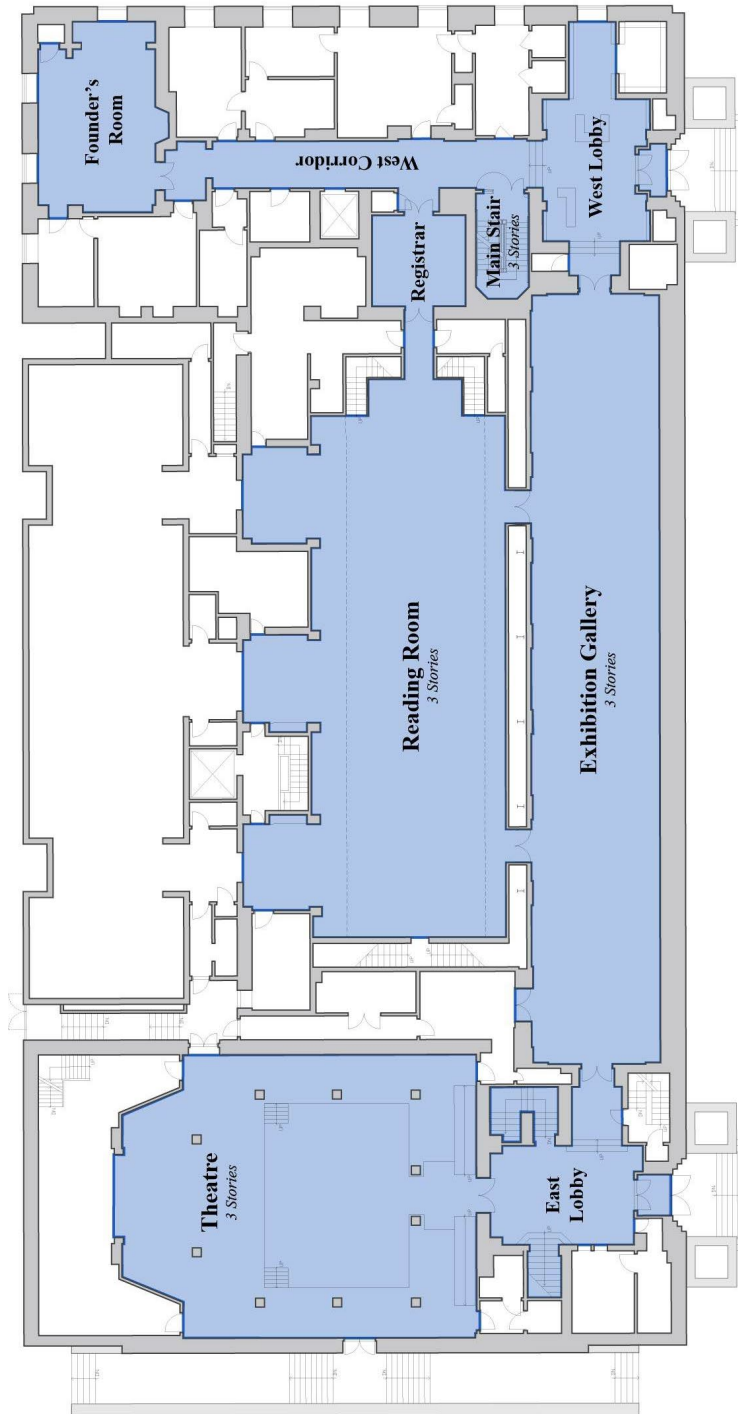 Founder's
Room
West Corridor
West Lobby
Main Stair
3 Stories
Registrar
Reading Room
3 Stories
Exhibition Gallery
3 Stories
Theatre
3 Stories
East
Lobby